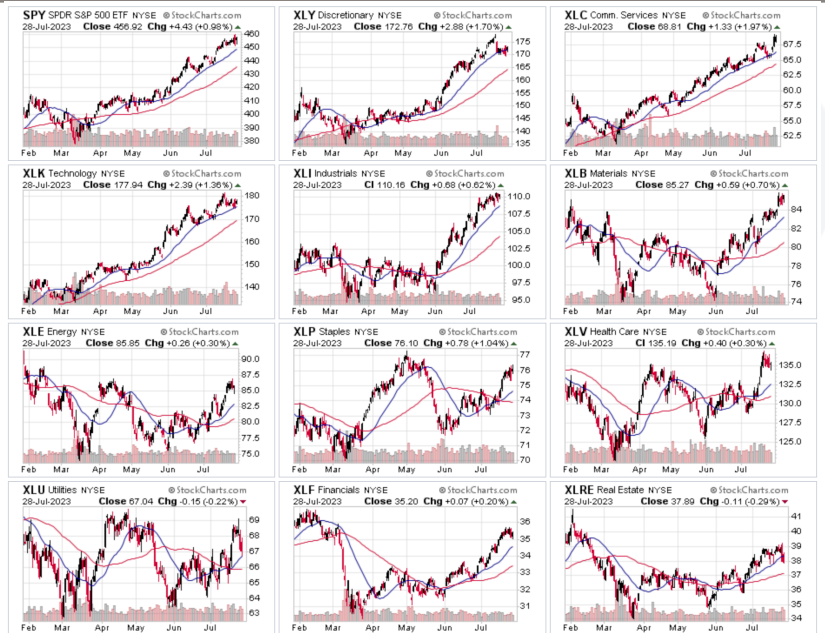 SPY SPDR S&P 500 ETF NYSE © StockCharts.com
28-Jul-2023 Close 456.92 Chg +4.43 (+0.98%)
460
450
440
430
420
410
400
390
380
Feb Mar Apr May Jun Jul
XLY Discretionary NYSE © StockCharts.com
28-Jul-2023 Close 172.76 Chg +2.88 (+1.70%)
175
170
165
160
155
150
145
140
135
Feb Mar Apr May Jun Jul
XLC Comm. Services NYSE © StockCharts.com
28-Jul-2023 Close 68.81 Chg +1.33 (+1.97%)
67.5
65.0
62.5
60.0
57.5
55.0
52.5
Feb Mar Apr May Jun Jul
XLK Technology NYSE © StockCharts.com
28-Jul-2023 Close 177.94 Chg +2.39 (+1.36%)
180
170
160
150
140
Feb Mar Apr May Jun Jul
XLI Industrials NYSE © StockCharts.com
28-Jul-2023 Cl 110.16 Chg +0.68 (+0.62%)
110.0
107.5
105.0
102.5
100.0
97.5
95.0
Feb Mar Apr May Jun Jul
XLB Materials NYSE © StockCharts.com
28-Jul-2023 Close 85.27 Chg +0.59 (+0.70%)
84
82
80
78
76
74
Feb Mar Apr May Jun Jul
XLE Energy NYSE © StockCharts.com
28-Jul-2023 Close 85.85 Chg +0.26 (+0.30%)
90.0
87.5
85.0
82.5
80.0
77.5
75.0
Feb Mar Apr May Jun Jul
XLP Staples NYSE © StockCharts.com
28-Jul-2023 Close 76.10 Chg +0.78 (+1.04%)
77
76
75
74
73
72
71
70
Feb Mar Apr May Jun Jul
XLV Health Care NYSE © StockCharts.com
28-Jul-2023 Cl 135.19 Chg +0.40 (+0.30%)
135.0
132.5
130.0
127.5
125.0
Feb Mar Apr May Jun Jul
XLU Utilities NYSE © StockCharts.com
28-Jul-2023 Close 67.04 Chg -0.15 (-0.22%)
69
68
67
66
65
64
63
Feb Mar Apr May Jun Jul
XLF Financials NYSE © StockCharts.com
28-Jul-2023 Close 35.20 Chg +0.07 (+0.20%)
36
35
34
33
32
31
Feb Mar Apr May Jun Jul
XLRE Real Estate NYSE © StockCharts.com
28-Jul-2023 Close 37.89 Chg -0.11 (-0.29%)
41
40
39
38
37
36
35
34
Feb Mar Apr May Jun Jul